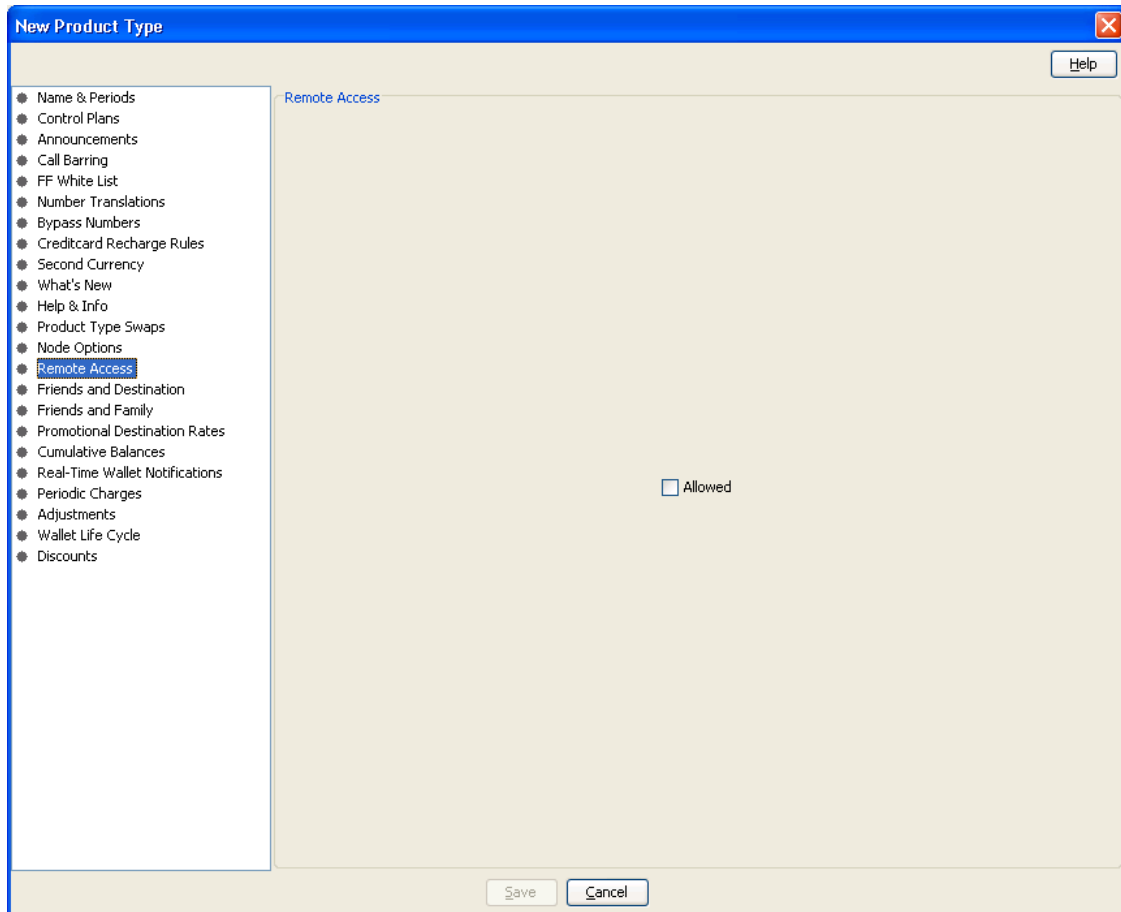 New Product Type
Help
Name & Periods
Control Plans
Announcements
Call Barring
FF White List
Number Translations
Bypass Numbers
Creditcard Recharge Rules
Second Currency
What's New
Help & Info
Product Type Swaps
Node Options
Remote Access
Friends and Destination
Friends and Family
Promotional Destination Rates
Cumulative Balances
Real-Time Wallet Notifications
Periodic Charges
Adjustments
Wallet Life Cycle
Discounts
Remote Access
Allowed
Save Cancel